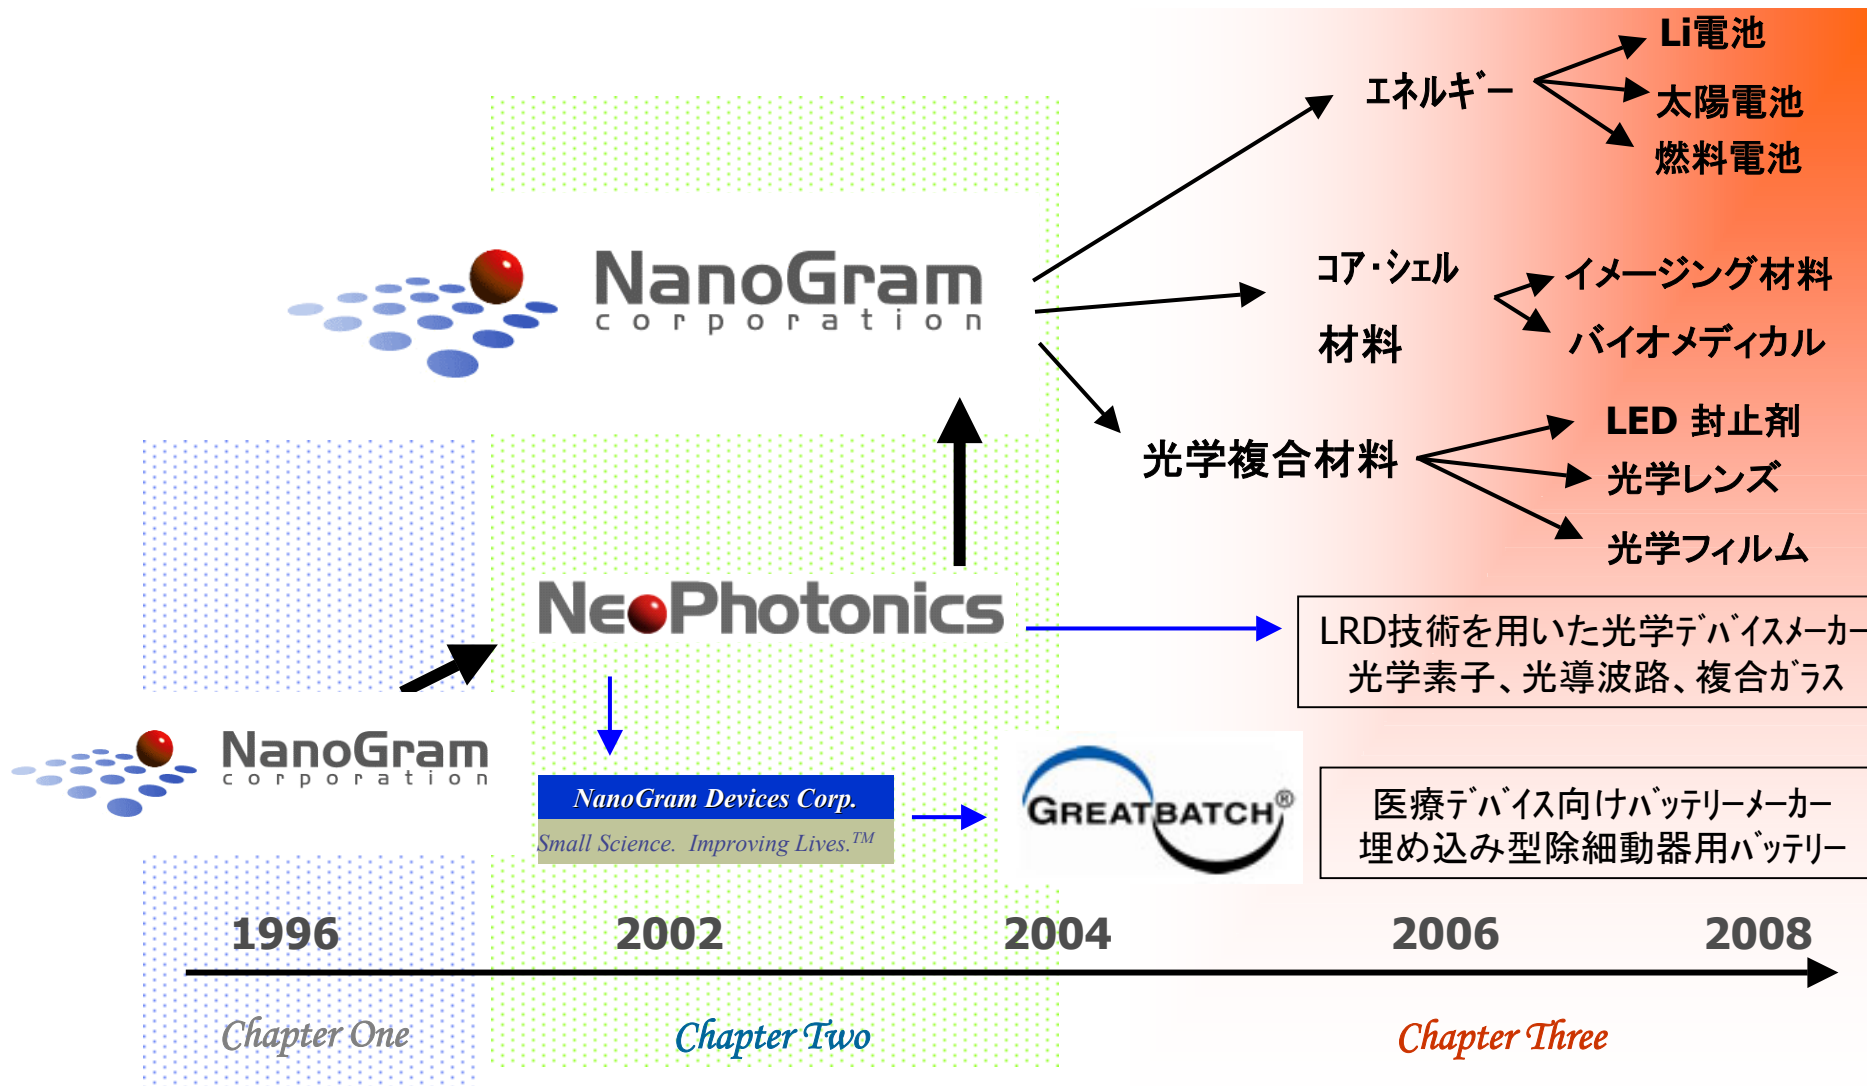 Li電池
エネルギー
太陽電池
燃料電池
NanoGram
corporation
コア・シェル
材料
イメージング材料
バイオメディカル
LED 封止剤
光学複合材料
光学レンズ
光学フィルム
NeoPhotonics
LRD技術を用いた光学デバイスメーカー
光学素子、光導波路、複合ガラス
NanoGram
corporation
NanoGram Devices Corp.
Small Science. Improving Lives.TM
GREATBATCH®
医療デバイス向けバッテリーメーカー
埋め込み型除細動器用バッテリー
1996 2002 2004 2006 2008
Chapter One Chapter Two Chapter Three